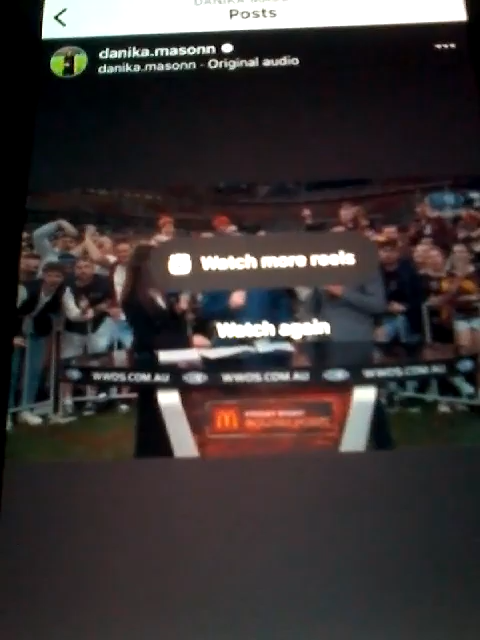 Posts
danika.masonn
danika.masonn · Original audio
Watch more reels
Watch again
WWOS.COM.AU WWOS.COM.AU WWOS.COM.AU